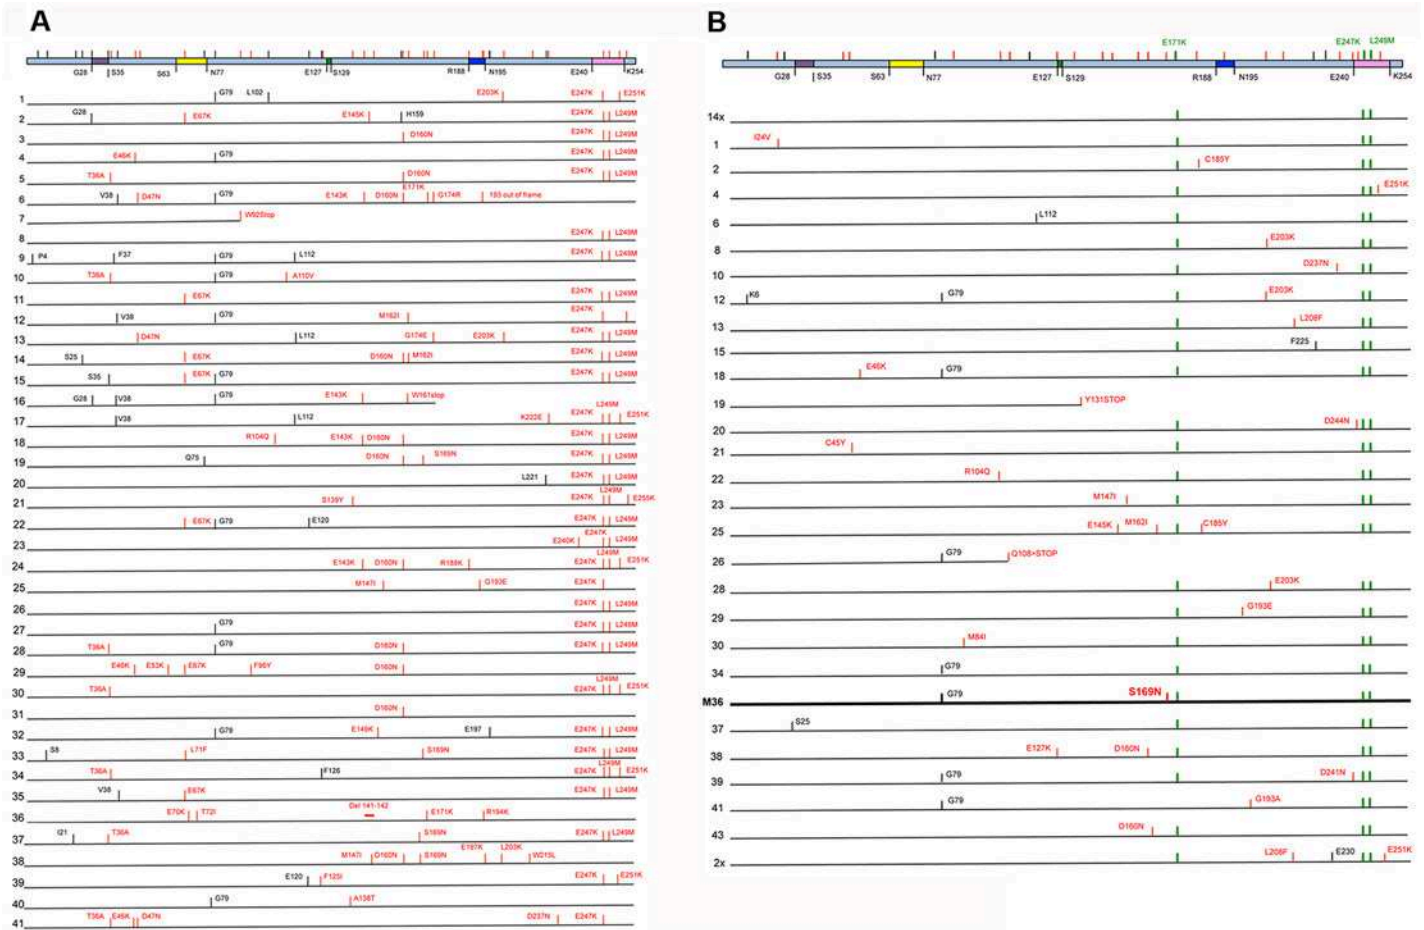 A
G28 S35 S63 N77 E127 S129 R188 N195 E240 K254
1 G79 L102 E203K E247K E251K
2 G28 E67K E145K H159 E247K L249M
3 D160N E247K L249M
4 E46K G79 E247K L249M
5 T36A D160N E247K L249M
6 V38 D47N G79 E143K D160N E171K G174R 193 out of frame
7 W92Stop
8 E247K L249M
9 P4 F37 G79 L112 E247K L249M
10 T36A G79 A110V E247K L249M
11 E67K E247K L249M
12 V38 G79 M162I E247K
13 D47N L112 G174E E203K E247K L249M
14 S25 E67K D160N M162I E247K L249M
15 S35 E67K G79 E247K L249M
16 G28 V38 G79 E143K W161stop
17 V38 L112 K222E E247K L249M E251K
18 R104Q E143K D160N E247K L249M
19 Q75 D160N S169N E247K L249M
20 L221 E247K L249M
21 S139Y E247K L249M E255K
22 E67K G79 E120 E247K L249M
23 E240K E247K L249M
24 E143K D160N R188K E247K L249M E251K
25 M147I G193E E247K
26 E247K L249M
27 G79 E247K L249M
28 T36A G79 D160N E247K L249M
29 E46K E53K E67K F96Y D160N
30 T36A E247K L249M E251K
31 D160N
32 G79 E149K E197 E247K L249M
33 S8 L71F S169N E247K L249M
34 T36A F126 E247K L249M E251K
35 V38 E67K E247K L249M
36 E70K T72I Del 141-142 E171K R194K
37 I21 T36A S169N E247K L249M
38 M147I D160N S169N E197K L203K W213L
39 E120 F125I E247K E251K
40 G79 A138T
41 T36A E46K D47N D237N E247K
B
E171K E247K L249M
G28 S35 S63 N77 E127 S129 R188 N195 E240 K254
14x
1 I24V
2 C185Y
4 E251K
6 L112
8 E203K
10 D237N
12 K6 G79 E203K
13 L208F
15 F225
18 E46K G79
19 Y131STOP
20 D244N
21 C45Y
22 R104Q
23 M147I
25 E145K M162I C185Y
26 G79 Q108>STOP
28 E203K
29 G193E
30 M84I
34 G79
M36 G79 S169N
37 S25
38 E127K D160N
39 G79 D241N
41 G79 G193A
43 D160N
2x L208F E230 E251K